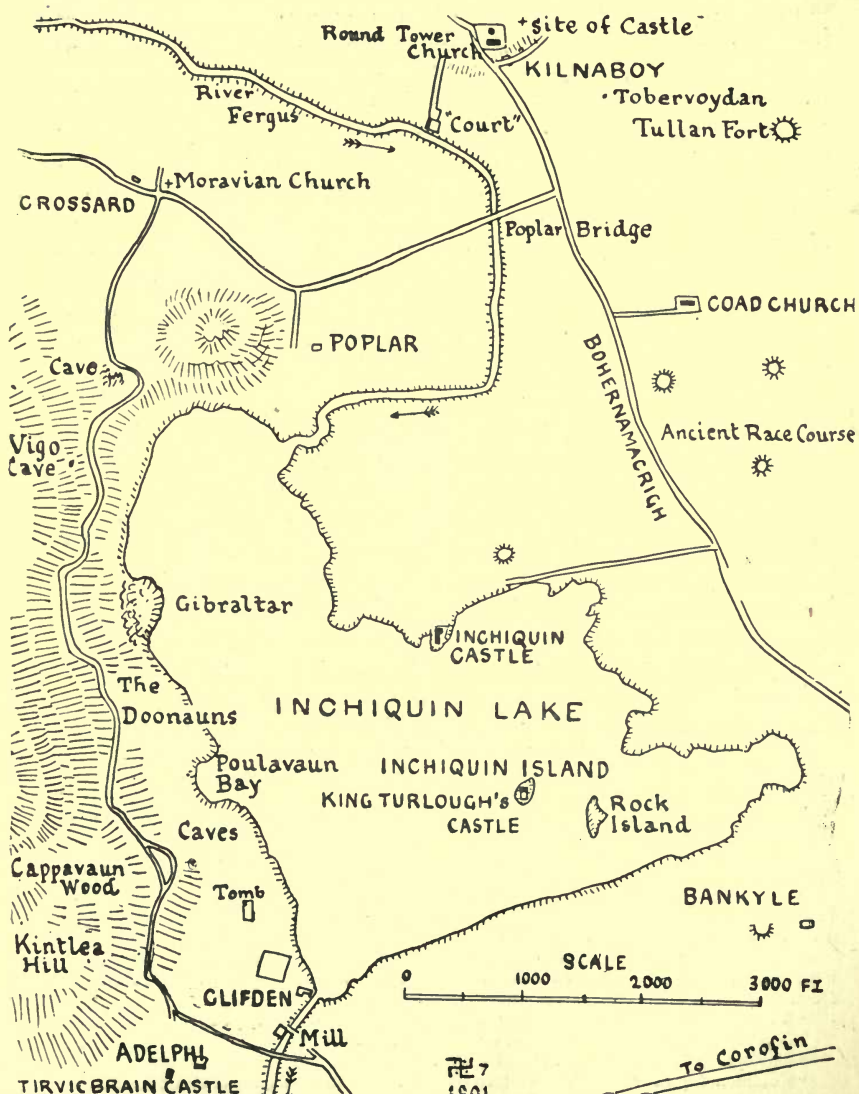 Round Tower
Church
+ Site of Castle
KILNABOY
• Tobervoydan
Tullan Fort
River
Fergus
"Court"
+Moravian Church
CROSSARD
Poplar Bridge
COAD CHURCH
POPLAR
Cave
BOHERNAMACRIGH
Ancient Race Course
Vigo
Cave
Gibraltar
INCHIQUIN
CASTLE
The
Doonauns
INCHIQUIN LAKE
Poulavaun
Bay
INCHIQUIN ISLAND
KING TURLOUGH's
CASTLE
Rock
Island
Caves
Cappavaun
Wood
Tomb
BANKYLE
Kintlea
Hill
SCALE
0 1000 2000 3000 FT
CLIFDEN
Mill
ADELPHI
TIRVICBRAIN CASTLE
To Corofin
7
1901